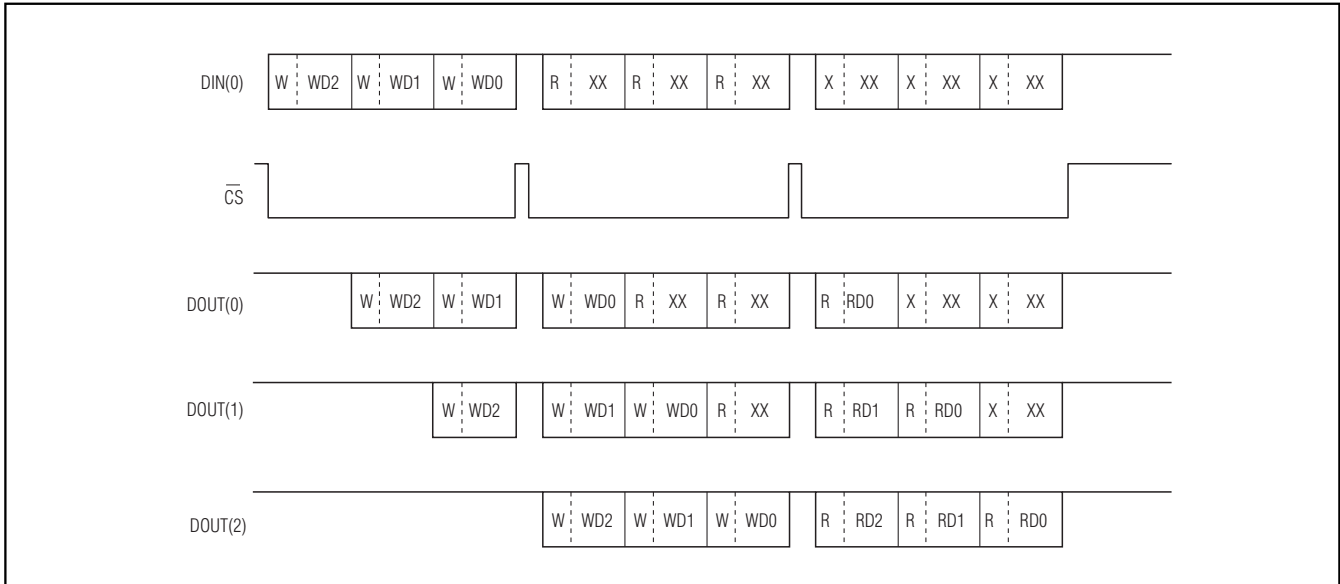 DIN(0) W WD2 W WD1 W WD0 R XX R XX R XX X XX X XX X XX
C̅S̅
DOUT(0) W WD2 W WD1 W WD0 R XX R XX R RD0 X XX X XX
DOUT(1) W WD2 W WD1 W WD0 R XX R RD1 R RD0 X XX
DOUT(2) W WD2 W WD1 W WD0 R RD2 R RD1 R RD0